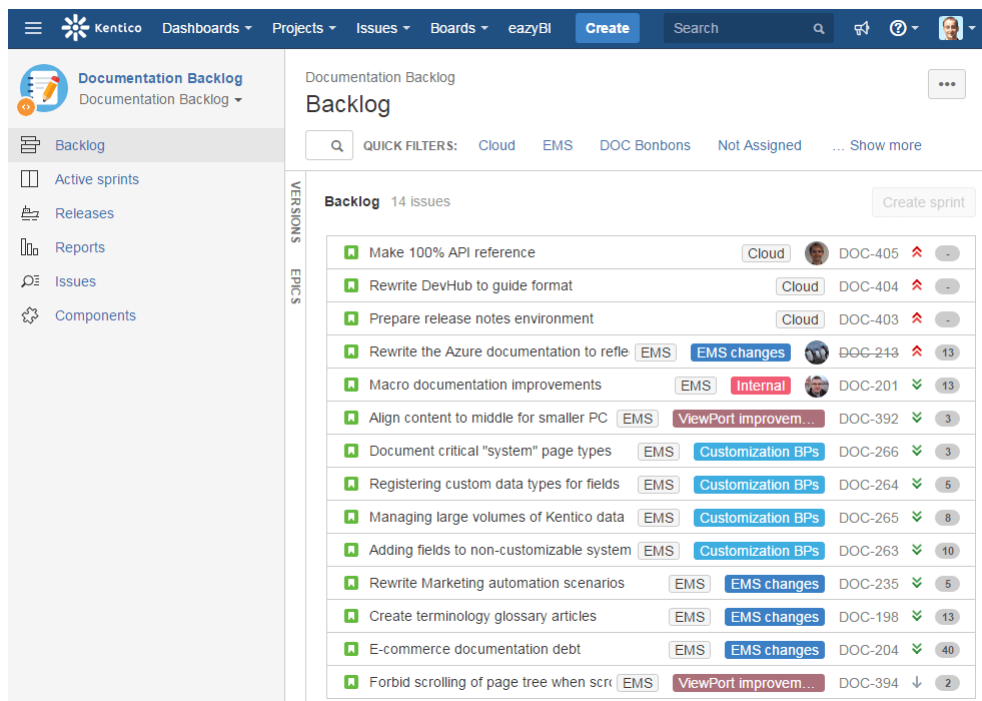 Kentico Dashboards Projects Issues Boards eazyBI Create Search
Documentation Backlog
Documentation Backlog
Backlog
Active sprints
Releases
Reports
Issues
Components
Documentation Backlog
Backlog
QUICK FILTERS: Cloud EMS DOC Bonbons Not Assigned ... Show more
VERSIONS
EPICS
Backlog 14 issues Create sprint
Make 100% API reference Cloud DOC-405 -
Rewrite DevHub to guide format Cloud DOC-404 -
Prepare release notes environment Cloud DOC-403 -
Rewrite the Azure documentation to refle EMS EMS changes DOC-213 13
Macro documentation improvements EMS Internal DOC-201 13
Align content to middle for smaller PC EMS ViewPort improvem... DOC-392 3
Document critical "system" page types EMS Customization BPs DOC-266 3
Registering custom data types for fields EMS Customization BPs DOC-264 5
Managing large volumes of Kentico data EMS Customization BPs DOC-265 8
Adding fields to non-customizable system EMS Customization BPs DOC-263 10
Rewrite Marketing automation scenarios EMS EMS changes DOC-235 5
Create terminology glossary articles EMS EMS changes DOC-198 13
E-commerce documentation debt EMS EMS changes DOC-204 40
Forbid scrolling of page tree when scrc EMS ViewPort improvem... DOC-394 2